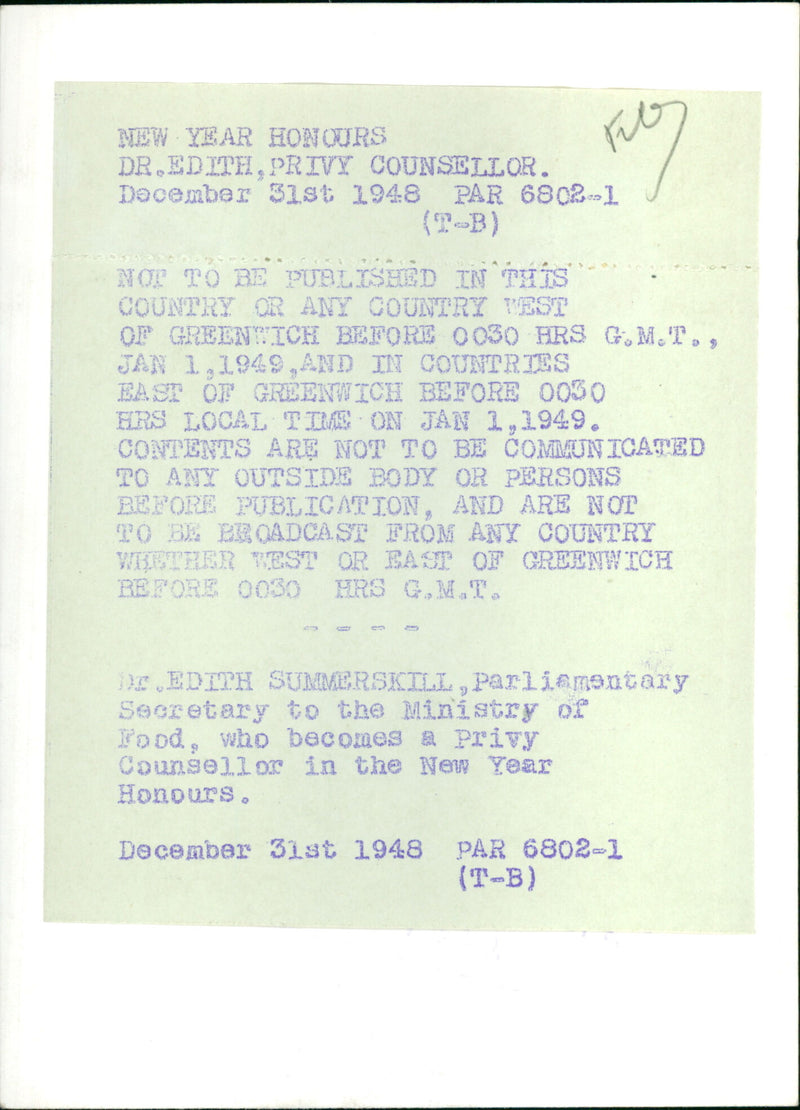 NEW YEAR HONOURS
DR.EDITH,PRIVY COUNSELLOR.
December 31st 1948 PAR 6802-1
(T-B)
NOT TO BE PUBLISHED IN THIS
COUNTRY OR ANY COUNTRY WEST
OF GREENWICH BEFORE 0030 HRS G.M.T.,
JAN 1,1949,AND IN COUNTRIES
EAST OF GREENWICH BEFORE 0030
HRS LOCAL TIME ON JAN 1,1949.
CONTENTS ARE NOT TO BE COMMUNICATED
TO ANY OUTSIDE BODY OR PERSONS
BEFORE PUBLICATION, AND ARE NOT
TO BE BROADCAST FROM ANY COUNTRY
WHETHER WEST OR EAST OF GREENWICH
BEFORE 0030 HRS G.M.T.
- - - -
Dr.EDITH SUMMERSKILL,Parliamentary
Secretary to the Ministry of
Food, who becomes a Privy
Counsellor in the New Year
Honours.
December 31st 1948 PAR 6802-1
(T-B)